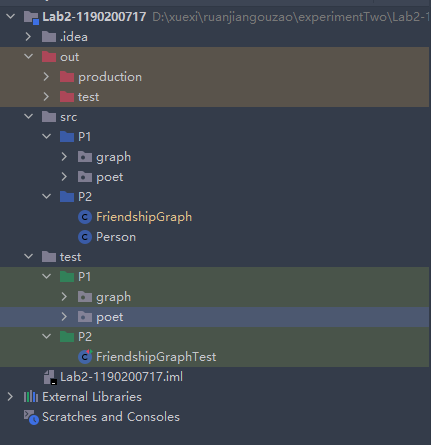 Lab2-1190200717 D:\xuexi\ruanjiangouzao\experimentTwo\Lab2-1
.idea
out
production
test
src
P1
graph
poet
P2
FriendshipGraph
Person
test
P1
graph
poet
P2
FriendshipGraphTest
Lab2-1190200717.iml
External Libraries
Scratches and Consoles